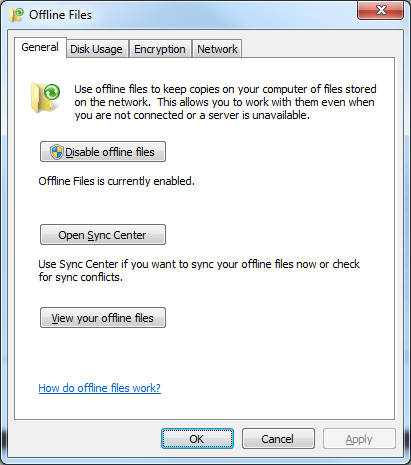 Offline Files
General Disk Usage Encryption Network
Use offline files to keep copies on your computer of files stored
on the network. This allows you to work with them even when
you are not connected or a server is unavailable.
Disable offline files
Offline Files is currently enabled.
Open Sync Center
Use Sync Center if you want to sync your offline files now or check
for sync conflicts.
View your offline files
How do offline files work?
OK Cancel Apply